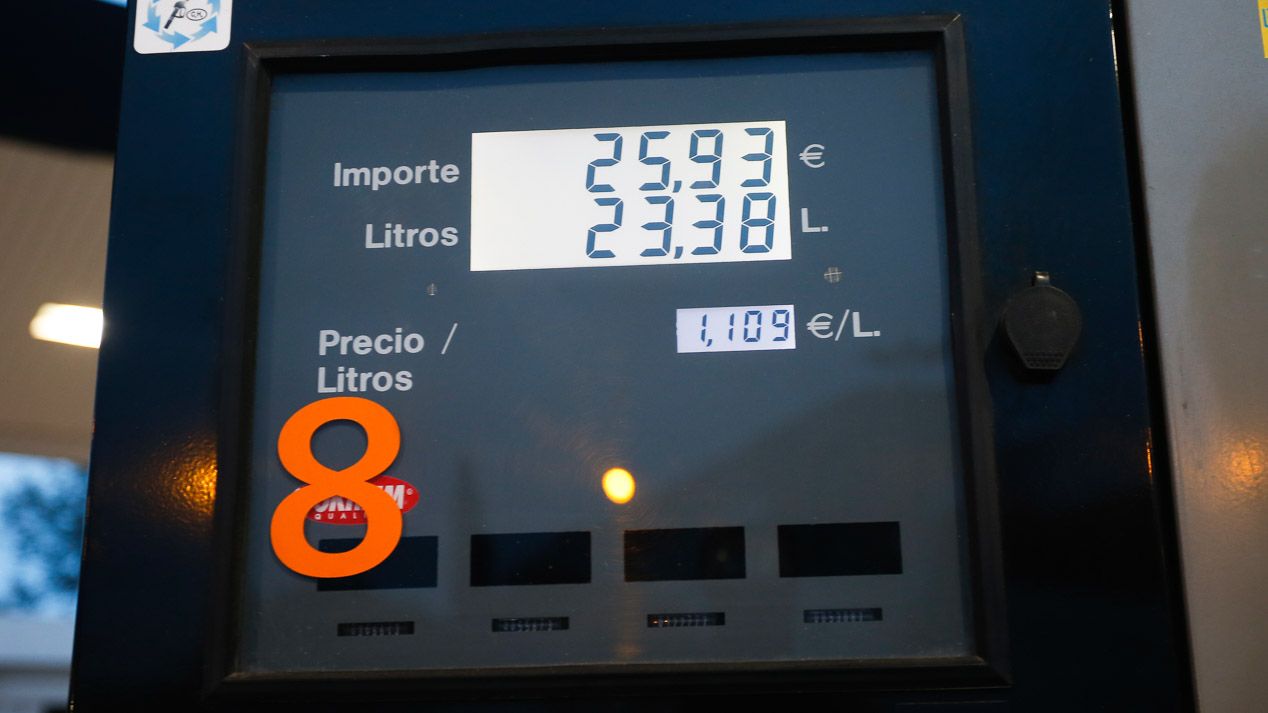 Importe 25,93 €
Litros 23,38 L.
Precio / 1,109 €/L.
Litros
8